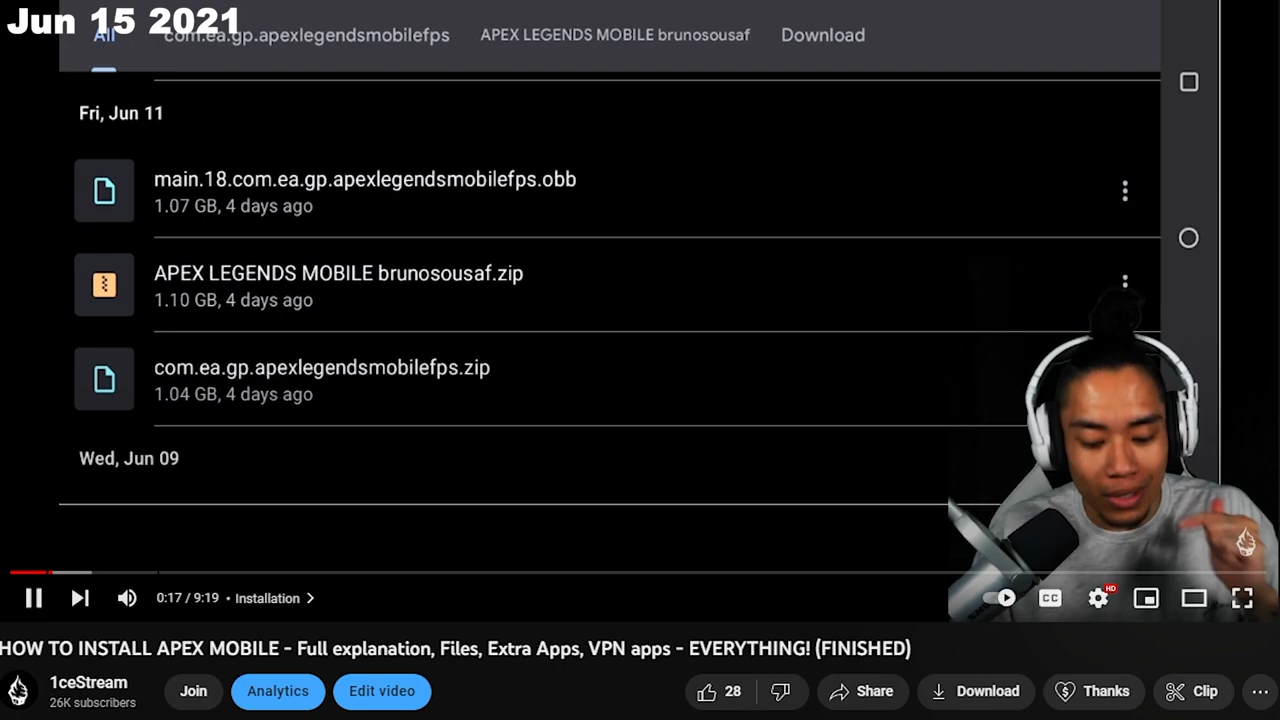 Jun 15 2021
All com.ea.gp.apexlegendsmobilefps APEX LEGENDS MOBILE brunosousaf Download
Fri, Jun 11
main.18.com.ea.gp.apexlegendsmobilefps.obb
1.07 GB, 4 days ago
APEX LEGENDS MOBILE brunosousaf.zip
1.10 GB, 4 days ago
com.ea.gp.apexlegendsmobilefps.zip
1.04 GB, 4 days ago
Wed, Jun 09
0:17 / 9:19 • Installation
CC HD
HOW TO INSTALL APEX MOBILE - Full explanation, Files, Extra Apps, VPN apps - EVERYTHING! (FINISHED)
1ceStream
26K subscribers
Join Analytics Edit video 28 Share Download Thanks Clip